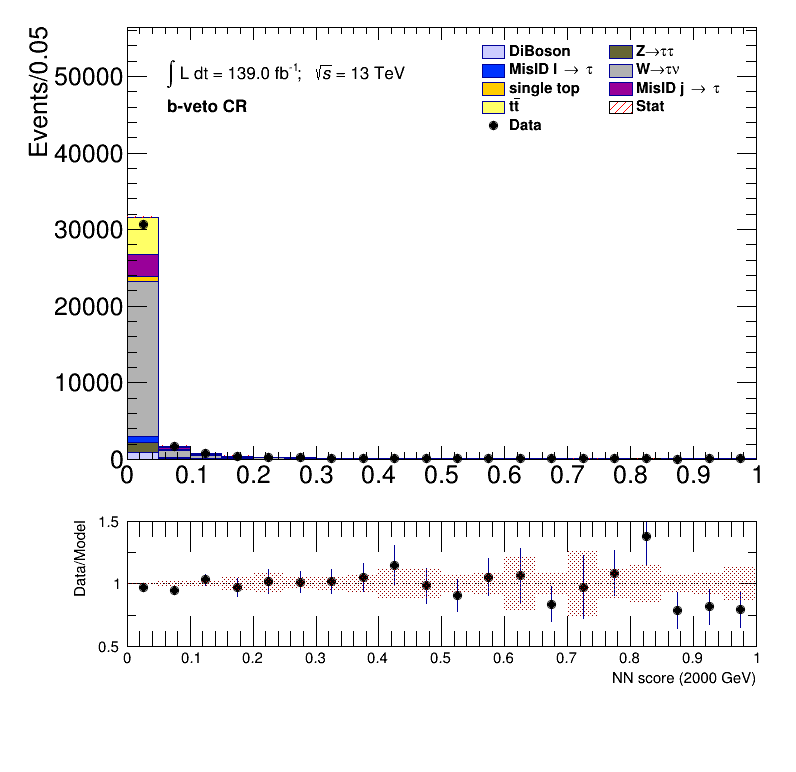 Events/0.05
∫ L dt = 139.0 fb⁻¹; √s = 13 TeV
b-veto CR
DiBoson
Z→ττ
MisID l → τ
W→τν
single top
MisID j → τ
tt̄
Stat
Data
50000
40000
30000
20000
10000
0
0 0.1 0.2 0.3 0.4 0.5 0.6 0.7 0.8 0.9 1
Data/Model
1.5
1
0.5
0 0.1 0.2 0.3 0.4 0.5 0.6 0.7 0.8 0.9 1
NN score (2000 GeV)